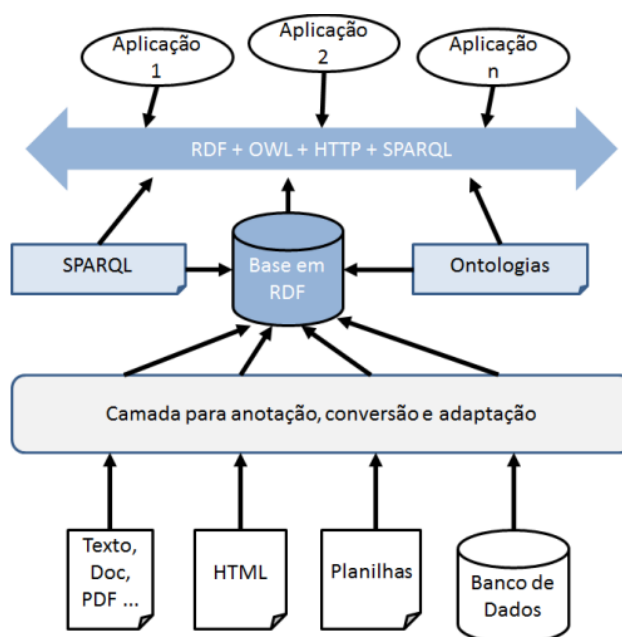 Aplicação
1
Aplicação
2
Aplicação
n
RDF + OWL + HTTP + SPARQL
SPARQL
Base em
RDF
Ontologias
Camada para anotação, conversão e adaptação
Texto,
Doc,
PDF ...
HTML
Planilhas
Banco de
Dados